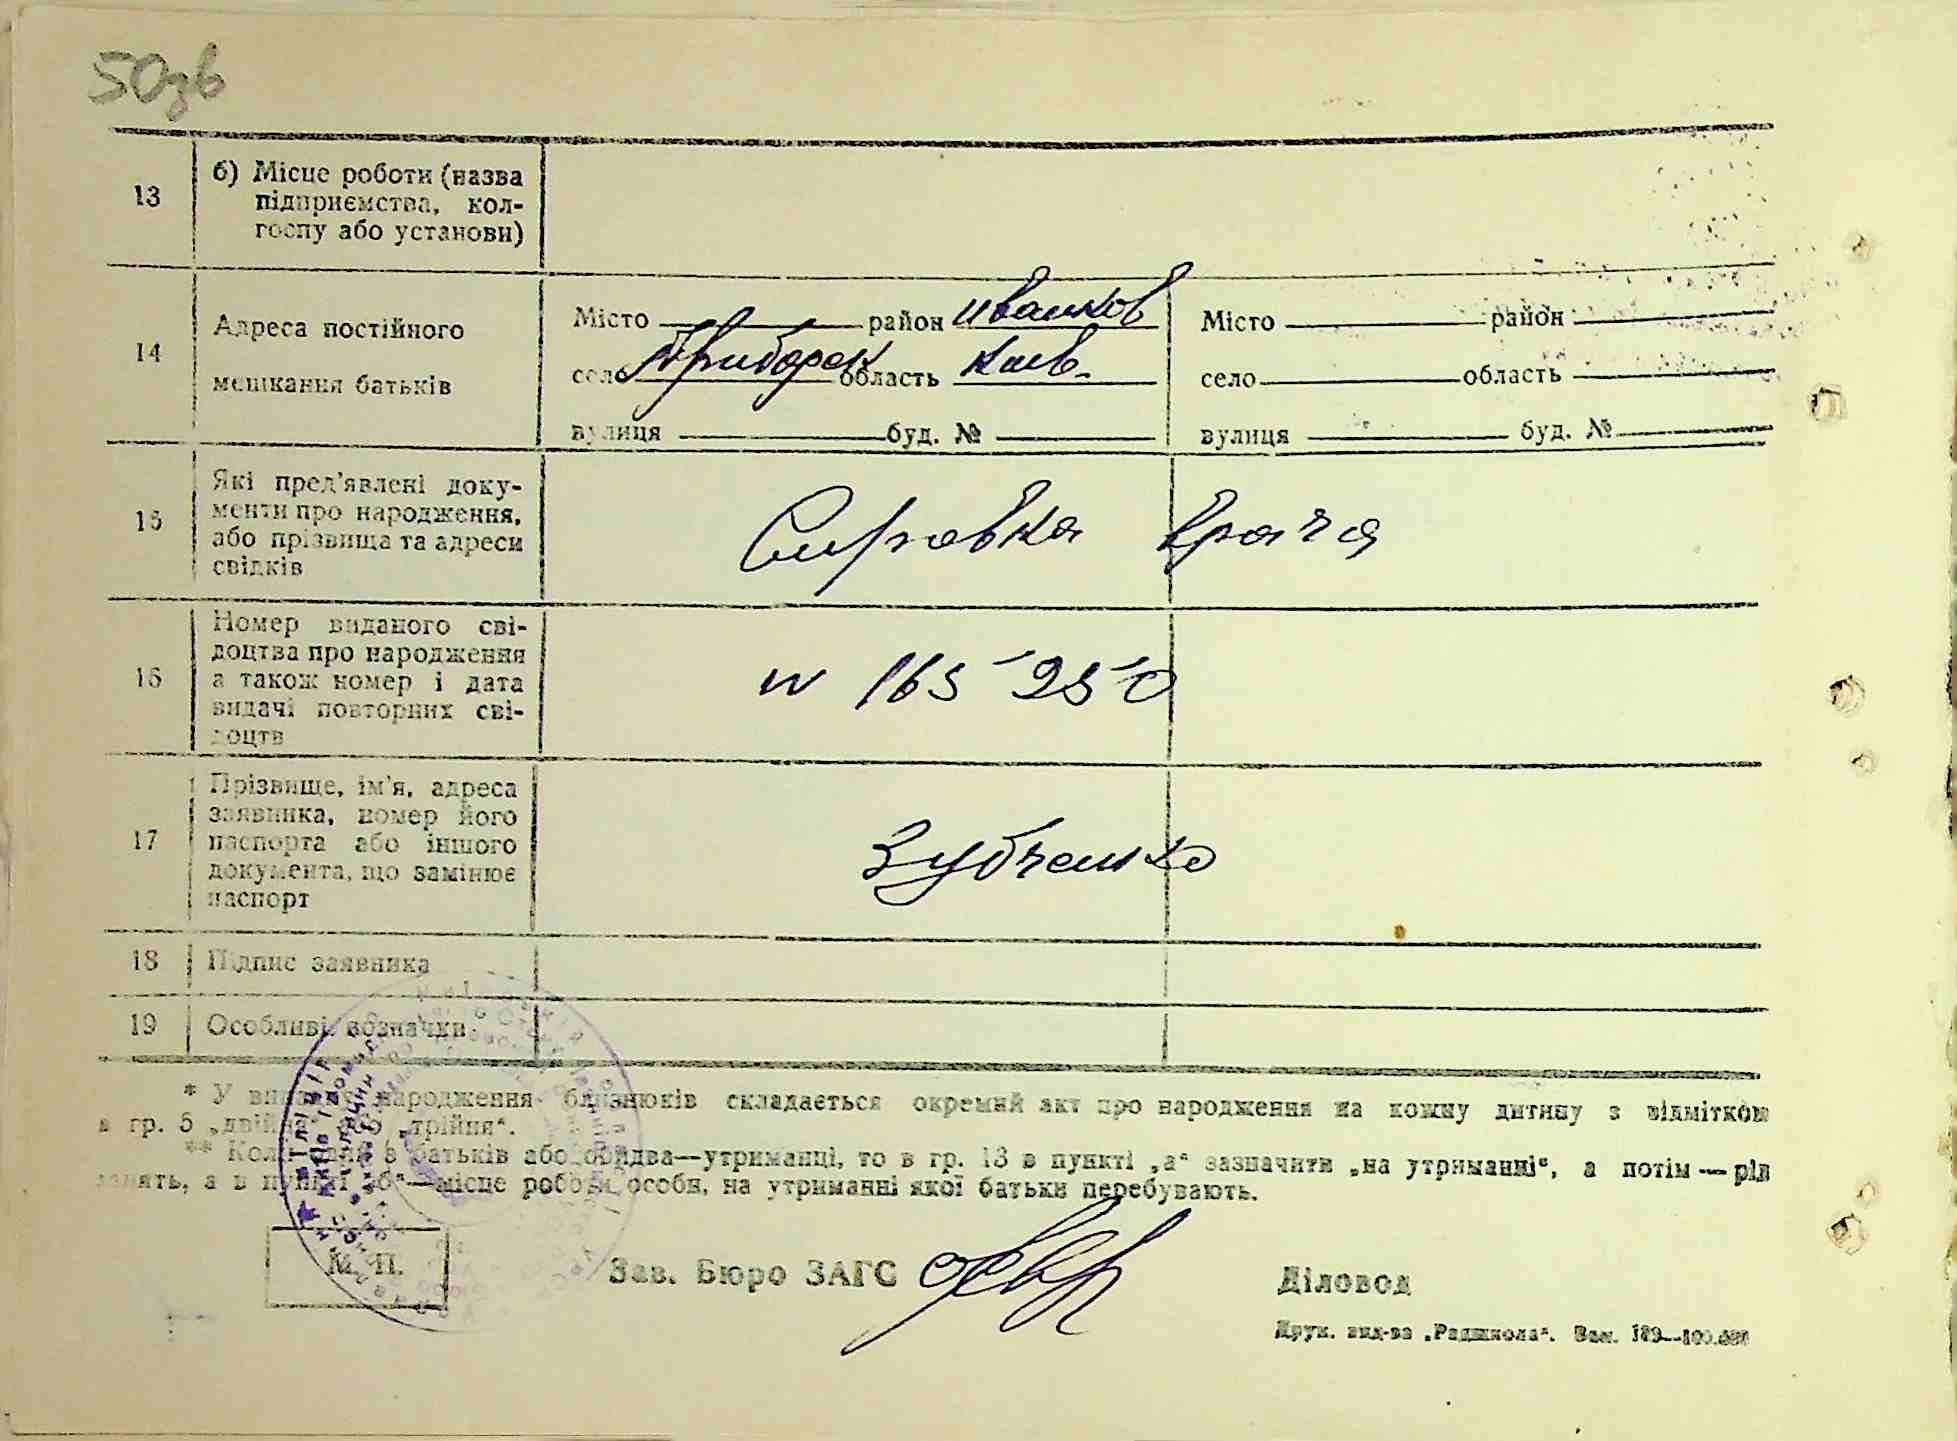 50зв
13
б) Місце роботи (назва
підприємства, кол-
госпу або установи)
14
Адреса постійного
мешкання батьків
Місто район Иванков
село Прибореск область Киев.
вулиця буд. №
Місто район
село область
вулиця буд. №
15
Які пред'явлені доку-
менти про народження,
або прізвища та адреси
свідків
Справка врача
16
Номер виданого сві-
доцтва про народження
а також номер і дата
видачі повторних сві-
доцтв
N 165250
17
Прізвище, ім'я, адреса
заявника, номер його
паспорта або іншого
документа, що замінює
паспорт
Зубченко
18 Підпис заявника
19 Особливі возначки
* У випадку народження близнюків складається окремий акт про народження на кожну дитину з відміткою
в гр. 5 „двійня“ або „трійня“.
** Коли один з батьків або обидва—утриманці, то в гр. 13 в пункті „а“ зазначити „на утриманні“, а потім—рід
занять, а в пункті „б“—місце роботи особи, на утриманні якої батьки перебувають.
М. П.
Зав. Бюро ЗАГС
Діловод
Друк. вид-ва „Радшкола“. Зам.